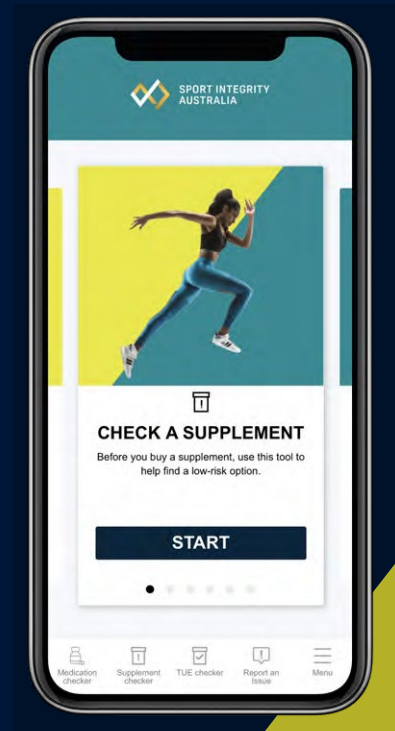 SPORT INTEGRITY
AUSTRALIA
CHECK A SUPPLEMENT
Before you buy a supplement, use this tool to
help find a low-risk option.
START
Medication
checker
Supplement
checker
TUE checker
Report an
Issue
Menu